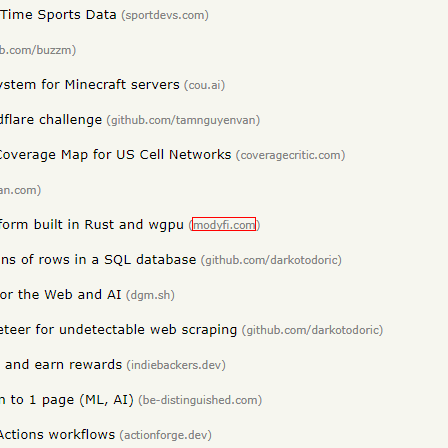 Time Sports Data (sportdevs.com)
b.com/buzzm)
ystem for Minecraft servers (cou.ai)
dflare challenge (github.com/tamnguyenvan)
Coverage Map for US Cell Networks (coveragecritic.com)
an.com)
form built in Rust and wgpu (modyfi.com)
ns of rows in a SQL database (github.com/darkotodoric)
or the Web and AI (dgm.sh)
eteer for undetectable web scraping (github.com/darkotodoric)
and earn rewards (indiebackers.dev)
n to 1 page (ML, AI) (be-distinguished.com)
Actions workflows (actionforge.dev)